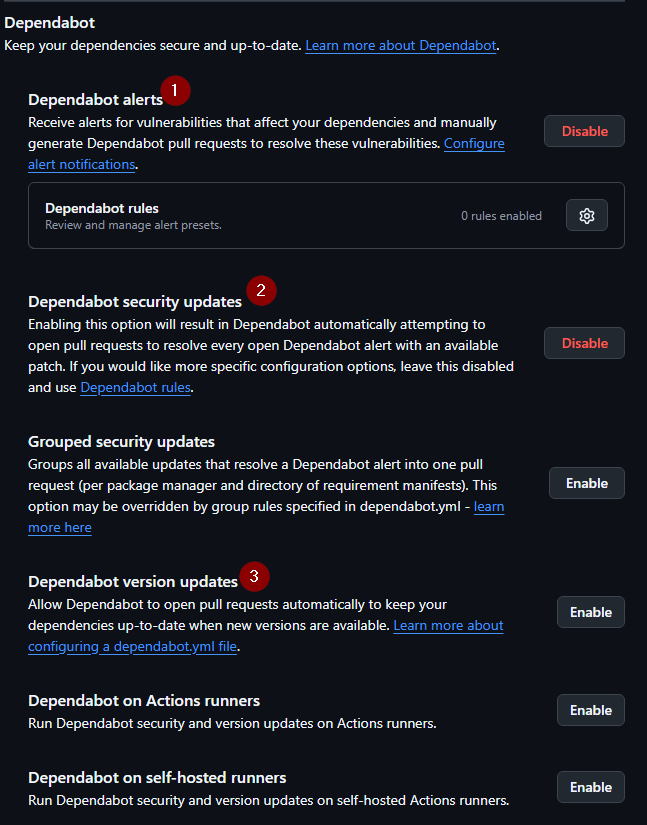 Dependabot
Keep your dependencies secure and up-to-date. Learn more about Dependabot.
Dependabot alerts 1
Receive alerts for vulnerabilities that affect your dependencies and manually
generate Dependabot pull requests to resolve these vulnerabilities. Configure
alert notifications.
Disable
Dependabot rules
Review and manage alert presets.
0 rules enabled
Dependabot security updates 2
Enabling this option will result in Dependabot automatically attempting to
open pull requests to resolve every open Dependabot alert with an available
patch. If you would like more specific configuration options, leave this disabled
and use Dependabot rules.
Disable
Grouped security updates
Groups all available updates that resolve a Dependabot alert into one pull
request (per package manager and directory of requirement manifests). This
option may be overridden by group rules specified in dependabot.yml - learn
more here
Enable
Dependabot version updates 3
Allow Dependabot to open pull requests automatically to keep your
dependencies up-to-date when new versions are available. Learn more about
configuring a dependabot.yml file.
Enable
Dependabot on Actions runners
Run Dependabot security and version updates on Actions runners.
Enable
Dependabot on self-hosted runners
Run Dependabot security and version updates on self-hosted Actions runners.
Enable